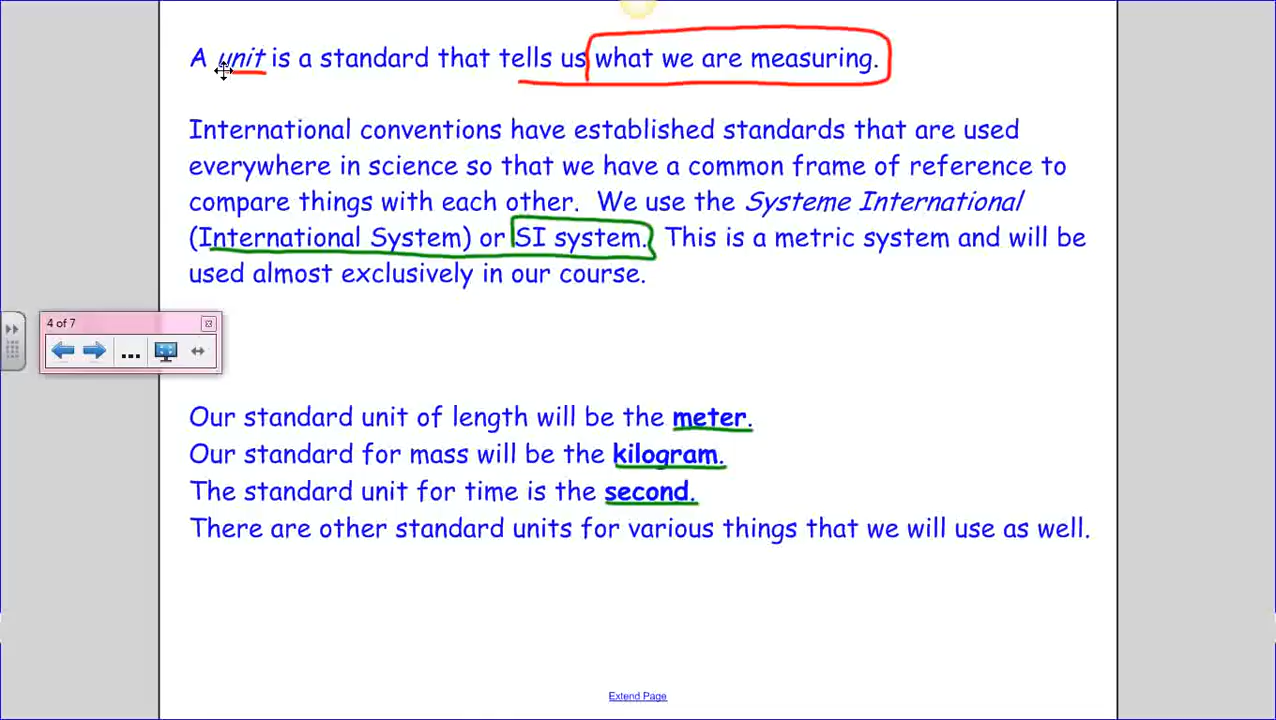 A unit is a standard that tells us what we are measuring.
International conventions have established standards that are used
everywhere in science so that we have a common frame of reference to
compare things with each other. We use the Systeme International
(International System) or SI system. This is a metric system and will be
used almost exclusively in our course.
4 of 7
...
Our standard unit of length will be the meter.
Our standard for mass will be the kilogram.
The standard unit for time is the second.
There are other standard units for various things that we will use as well.
Extend Page